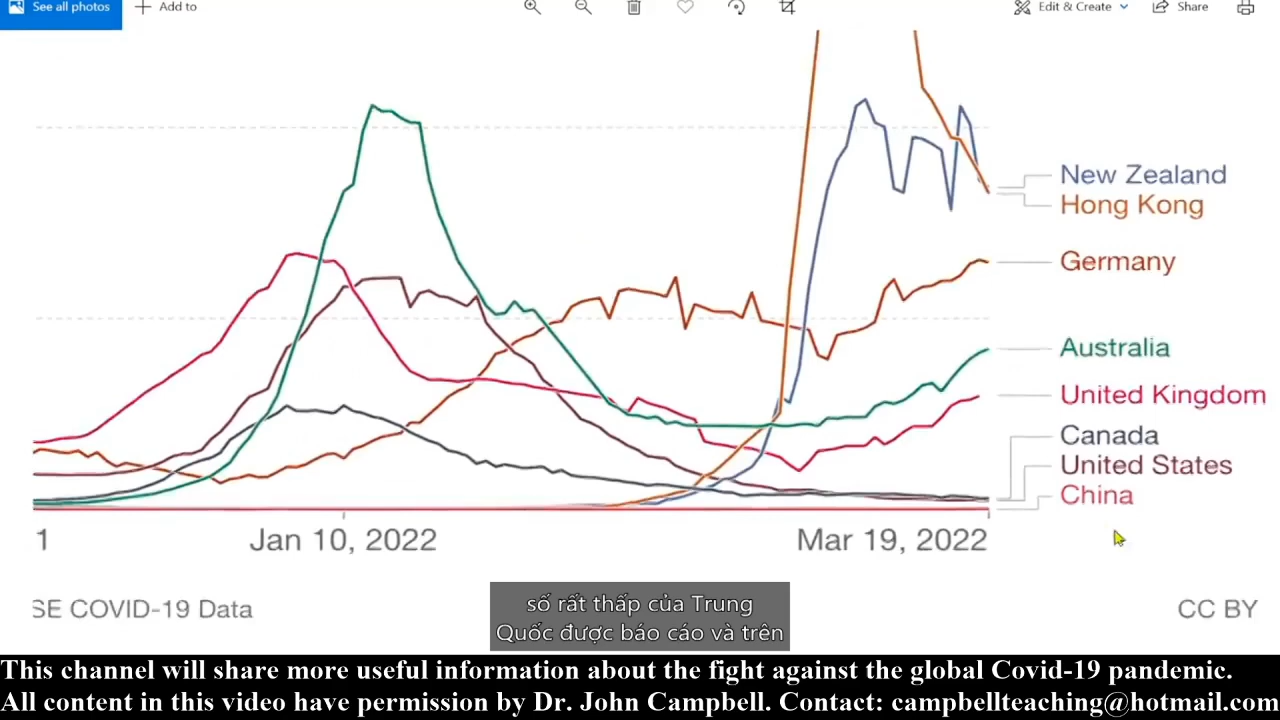 See all photos
Add to
Edit & Create
Share
New Zealand
Hong Kong
Germany
Australia
United Kingdom
Canada
United States
China
1
Jan 10, 2022
Mar 19, 2022
SE COVID-19 Data
CC BY
số rất thấp của Trung
Quốc được báo cáo và trên
This channel will share more useful information about the fight against the global Covid-19 pandemic.
All content in this video have permission by Dr. John Campbell. Contact: campbellteaching@hotmail.com